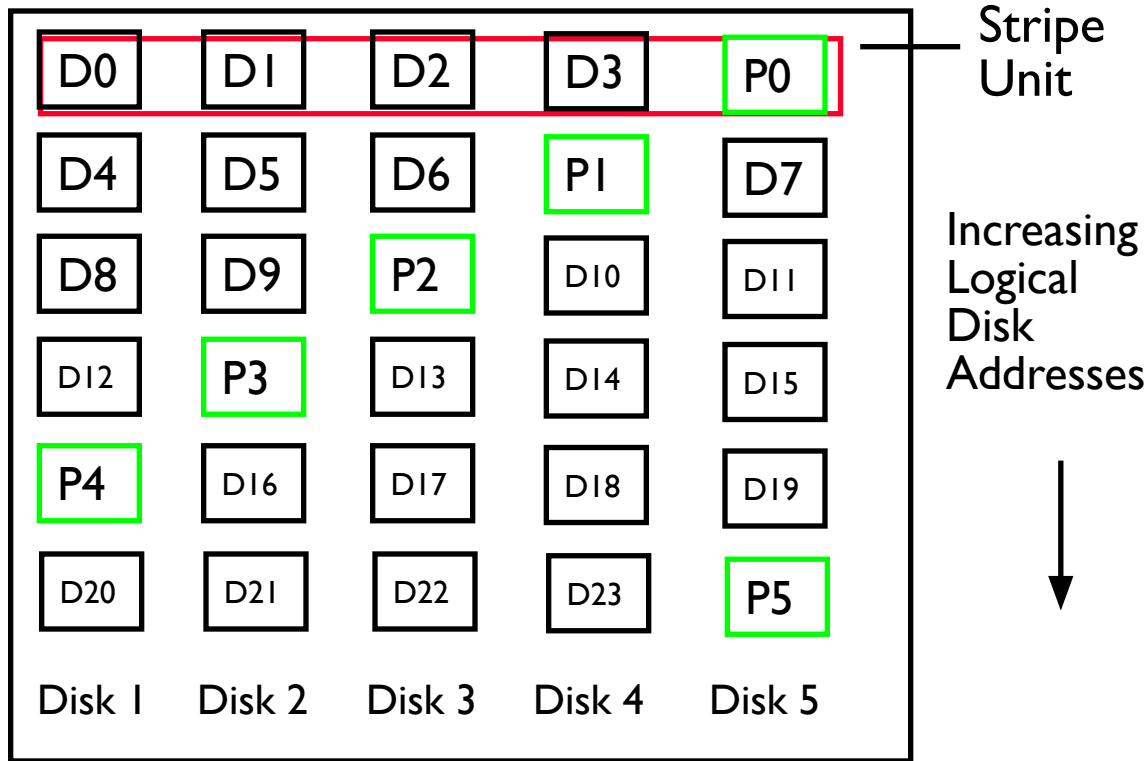 D0 D1 D2 D3 P0
Stripe
Unit
D4 D5 D6 P1 D7
D8 D9 P2 D10 D11
D12 P3 D13 D14 D15
P4 D16 D17 D18 D19
D20 D21 D22 D23 P5
Disk 1 Disk 2 Disk 3 Disk 4 Disk 5
Increasing
Logical
Disk
Addresses